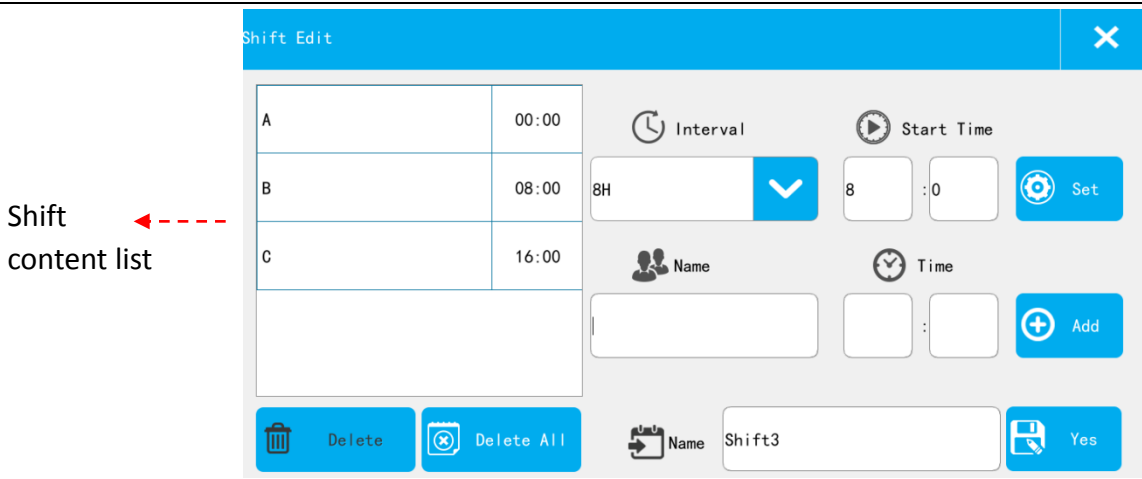 Shift Edit
A 00:00
B 08:00
C 16:00
Shift
content list
Interval Start Time
8H 8 :0 Set
Name Time
: Add
Delete Delete All Name Shift3 Yes